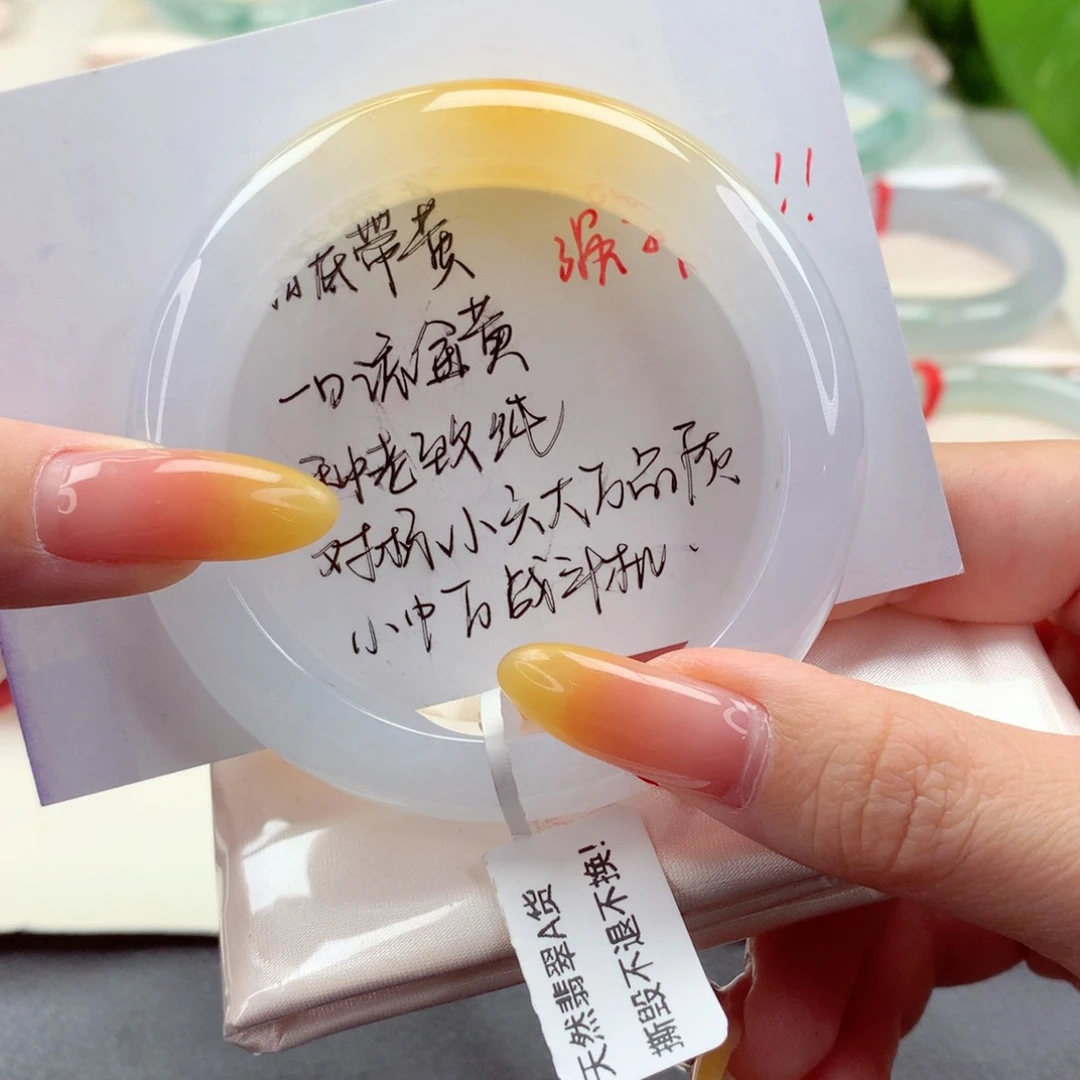 底带黄
强 !!
一口流金黄
种老致纯
对标小六大万品质
小中万战斗机.
天然翡翠A货
撕毁不退不换!